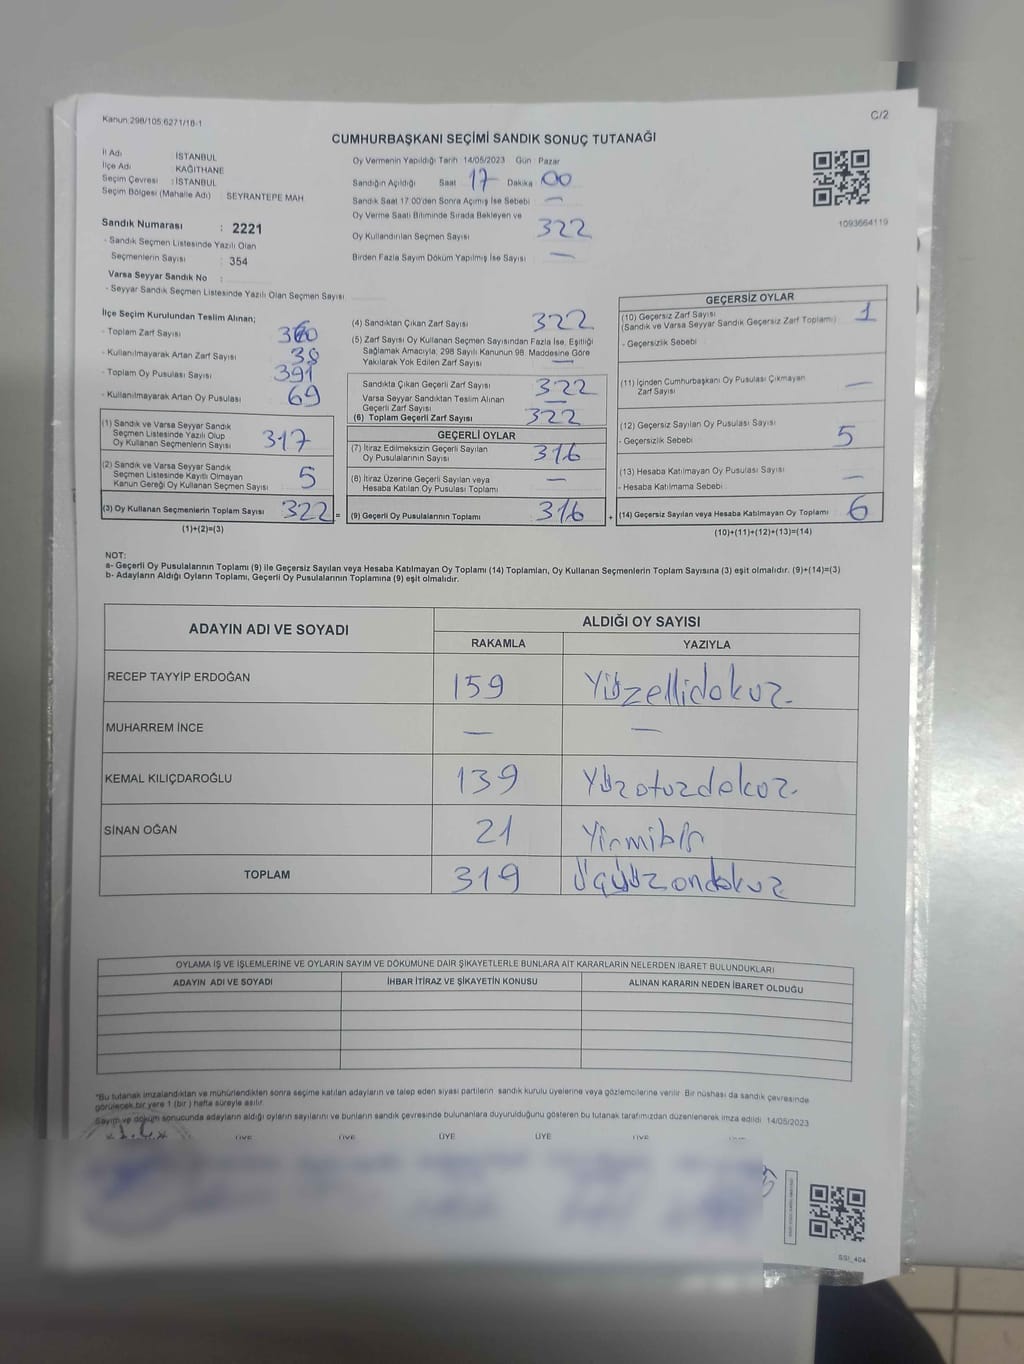 Kanun:298/105 6271/18-1
C/2
CUMHURBAŞKANI SEÇİMİ SANDIK SONUÇ TUTANAĞI
İl Adı : İSTANBUL
İlçe Adı : KAĞITHANE
Seçim Çevresi : İSTANBUL
Seçim Bölgesi (Mahalle Adı) : SEYRANTEPE MAH
Sandık Numarası : 2221
- Sandık Seçmen Listesinde Yazılı Olan
Seçmenlerin Sayısı : 354
Varsa Seyyar Sandık No :
- Seyyar Sandık Seçmen Listesinde Yazılı Olan Seçmen Sayısı
Oy Vermenin Yapıldığı Tarih : 14/05/2023 Gün : Pazar
Sandığın Açıldığı Saat 17 Dakika 00
Sandık Saat 17.00'den Sonra Açılmış İse Sebebi —
Oy Verme Saati Bitiminde Sırada Bekleyen ve
Oy Kullandırılan Seçmen Sayısı 322
Birden Fazla Sayım Döküm Yapılmış İse Sayısı —
1093664119
İlçe Seçim Kurulundan Teslim Alınan;
- Toplam Zarf Sayısı 360
- Kullanılmayarak Artan Zarf Sayısı 38
- Toplam Oy Pusulası Sayısı 391
- Kullanılmayarak Artan Oy Pusulası 69
(1) Sandık ve Varsa Seyyar Sandık
Seçmen Listesinde Yazılı Olup
Oy Kullanan Seçmenlerin Sayısı 317
(2) Sandık ve Varsa Seyyar Sandık
Seçmen Listesinde Kayıtlı Olmayan
Kanun Gereği Oy Kullanan Seçmen Sayısı 5
(3) Oy Kullanan Seçmenlerin Toplam Sayısı 322 =
(1)+(2)=(3)
(4) Sandıktan Çıkan Zarf Sayısı 322
(5) Zarf Sayısı Oy Kullanan Seçmen Sayısından Fazla İse, Eşitliği
Sağlamak Amacıyla, 298 Sayılı Kanunun 98. Maddesine Göre
Yakılarak Yok Edilen Zarf Sayısı —
Sandıkta Çıkan Geçerli Zarf Sayısı 322
Varsa Seyyar Sandıktan Teslim Alınan
Geçerli Zarf Sayısı —
(6) Toplam Geçerli Zarf Sayısı 322
GEÇERLİ OYLAR
(7) İtiraz Edilmeksizin Geçerli Sayılan
Oy Pusulalarının Sayısı 316
(8) İtiraz Üzerine Geçerli Sayılan veya
Hesaba Katılan Oy Pusulası Toplamı —
(9) Geçerli Oy Pusulalarının Toplamı 316 +
GEÇERSİZ OYLAR
(10) Geçersiz Zarf Sayısı 1
(Sandık ve Varsa Seyyar Sandık Geçersiz Zarf Toplamı)
- Geçersizlik Sebebi
(11) İçinden Cumhurbaşkanı Oy Pusulası Çıkmayan
Zarf Sayısı —
(12) Geçersiz Sayılan Oy Pusulası Sayısı 5
- Geçersizlik Sebebi
(13) Hesaba Katılmayan Oy Pusulası Sayısı —
- Hesaba Katılmama Sebebi
(14) Geçersiz Sayılan veya Hesaba Katılmayan Oy Toplamı 6
(10)+(11)+(12)+(13)=(14)
NOT:
a- Geçerli Oy Pusulalarının Toplamı (9) ile Geçersiz Sayılan veya Hesaba Katılmayan Oy Toplamı (14) Toplamları, Oy Kullanan Seçmenlerin Toplam Sayısına (3) eşit olmalıdır. (9)+(14)=(3)
b- Adayların Aldığı Oyların Toplamı, Geçerli Oy Pusulalarının Toplamına (9) eşit olmalıdır.
ADAYIN ADI VE SOYADI ALDIĞI OY SAYISI
RAKAMLA YAZIYLA
RECEP TAYYİP ERDOĞAN 159 Yüzellidokuz
MUHARREM İNCE — —
KEMAL KILIÇDAROĞLU 139 Yüzotuzdokuz
SİNAN OĞAN 21 Yirmibir
TOPLAM 319 Üçyüzondokuz
OYLAMA İŞ VE İŞLEMLERİNE VE OYLARIN SAYIM VE DÖKÜMÜNE DAİR ŞİKAYETLERLE BUNLARA AİT KARARLARIN NELERDEN İBARET BULUNDUKLARI
ADAYIN ADI VE SOYADI İHBAR İTİRAZ VE ŞİKAYETİN KONUSU ALINAN KARARIN NEDEN İBARET OLDUĞU
*Bu tutanak imzalandıktan ve mühürlendikten sonra seçime katılan adayların ve talep eden siyasi partilerin sandık kurulu üyelerine veya gözlemcilerine verilir. Bir nüshası da sandık çevresinde
görülecek bir yere 1 (bir) hafta süreyle asılır.
Sayım ve döküm sonucunda adayların aldığı oyların sayılarını ve bunların sandık çevresinde bulunanlara duyurulduğunu gösteren bu tutanak tarafımızdan düzenlenerek imza edildi. 14/05/2023
ÜYE ÜYE ÜYE ÜYE ÜYE
SSI_404